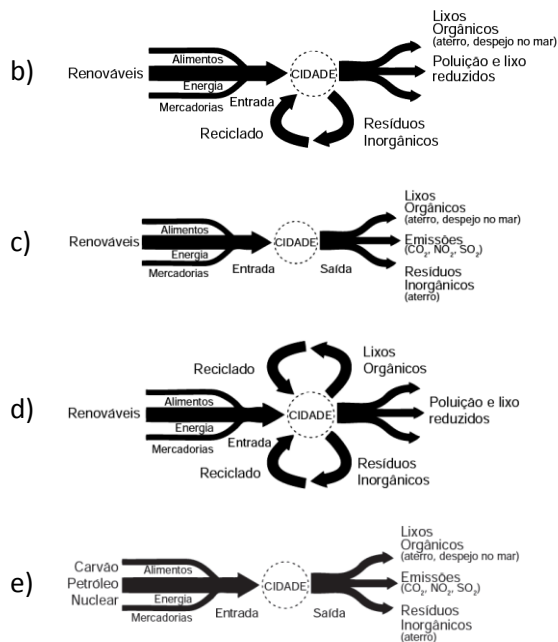 b)
Renováveis
Alimentos
Energia
Mercadorias
Entrada
CIDADE
Reciclado
Resíduos
Inorgânicos
Lixos
Orgânicos
(aterro, despejo no mar)
Poluição e lixo
reduzidos
c)
Renováveis
Alimentos
Energia
Mercadorias
Entrada
CIDADE
Saída
Lixos
Orgânicos
(aterro, despejo no mar)
Emissões
(CO₂, NO₂, SO₂)
Resíduos
Inorgânicos
(aterro)
d)
Renováveis
Alimentos
Energia
Mercadorias
Entrada
Reciclado
Lixos
Orgânicos
CIDADE
Reciclado
Resíduos
Inorgânicos
Poluição e lixo
reduzidos
e)
Carvão
Petróleo
Nuclear
Alimentos
Energia
Mercadorias
Entrada
CIDADE
Saída
Lixos
Orgânicos
(aterro, despejo no mar)
Emissões
(CO₂, NO₂, SO₂)
Resíduos
Inorgânicos
(aterro)